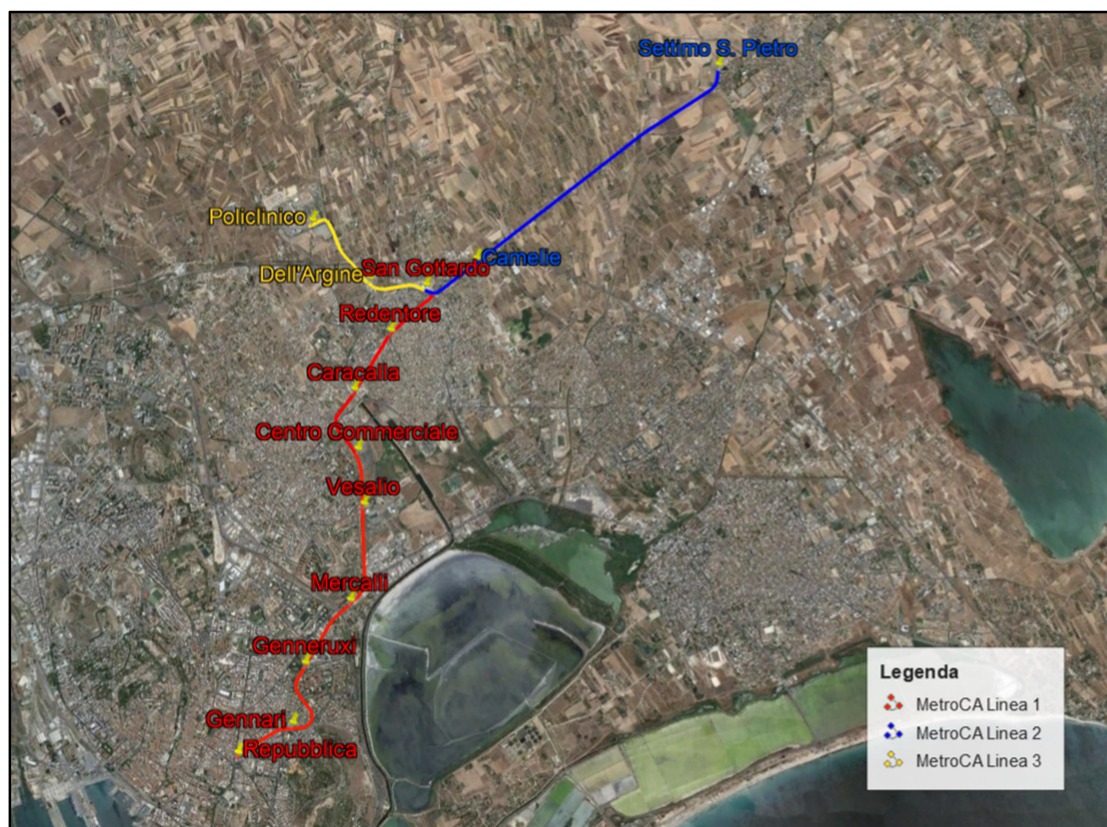 Settimo S. Pietro
Policlinico
Camelie
San Gottardo
Dell'Argine
Redentore
Caracalla
Centro Commerciale
Vesalio
Mercalli
Genneruxi
Gennari
Repubblica
Legenda
MetroCA Linea 1
MetroCA Linea 2
MetroCA Linea 3